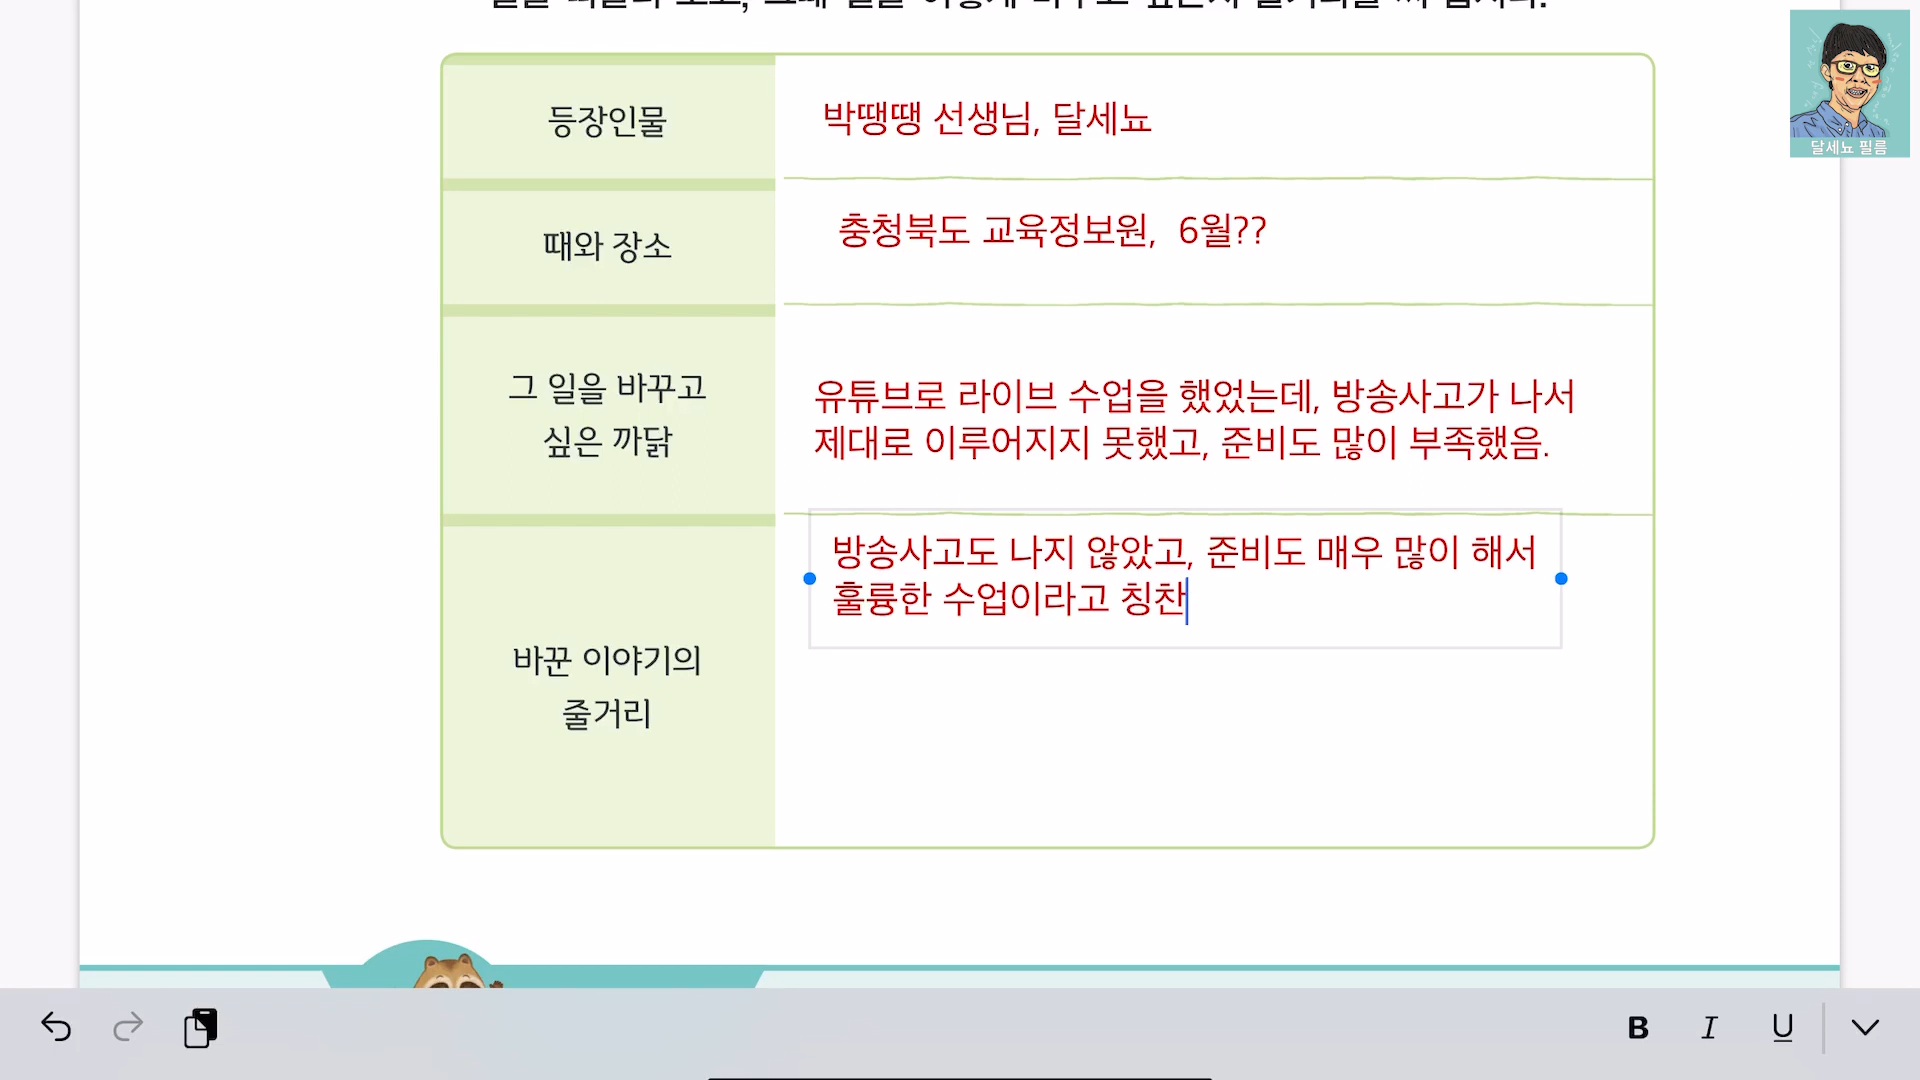 달세뇨 필름
등장인물
박땡땡 선생님, 달세뇨
때와 장소
충청북도 교육정보원, 6월??
그 일을 바꾸고
싶은 까닭
유튜브로 라이브 수업을 했었는데, 방송사고가 나서
제대로 이루어지지 못했고, 준비도 많이 부족했음.
바꾼 이야기의
줄거리
방송사고도 나지 않았고, 준비도 매우 많이 해서
훌륭한 수업이라고 칭찬
B I U